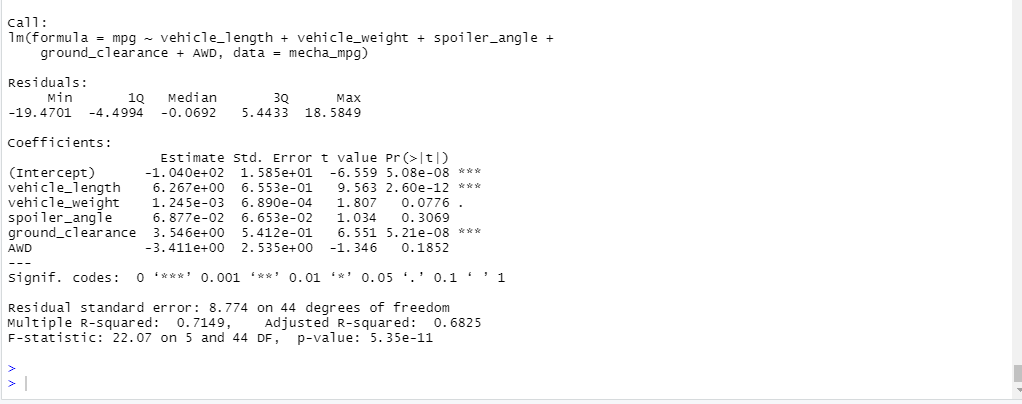 Call:
lm(formula = mpg ~ vehicle_length + vehicle_weight + spoiler_angle +
    ground_clearance + AWD, data = mecha_mpg)
Residuals:
     Min       1Q   Median       3Q      Max
-19.4701  -4.4994  -0.0692   5.4433  18.5849
Coefficients:
                   Estimate Std. Error t value Pr(>|t|)
(Intercept)      -1.040e+02  1.585e+01  -6.559 5.08e-08 ***
vehicle_length    6.267e+00  6.553e-01   9.563 2.60e-12 ***
vehicle_weight    1.245e-03  6.890e-04   1.807   0.0776 .
spoiler_angle     6.877e-02  6.653e-02   1.034   0.3069
ground_clearance  3.546e+00  5.412e-01   6.551 5.21e-08 ***
AWD              -3.411e+00  2.535e+00  -1.346   0.1852
---
Signif. codes:  0 ‘***’ 0.001 ‘**’ 0.01 ‘*’ 0.05 ‘.’ 0.1 ‘ ’ 1
Residual standard error: 8.774 on 44 degrees of freedom
Multiple R-squared:  0.7149,    Adjusted R-squared:  0.6825
F-statistic: 22.07 on 5 and 44 DF,  p-value: 5.35e-11
>
>